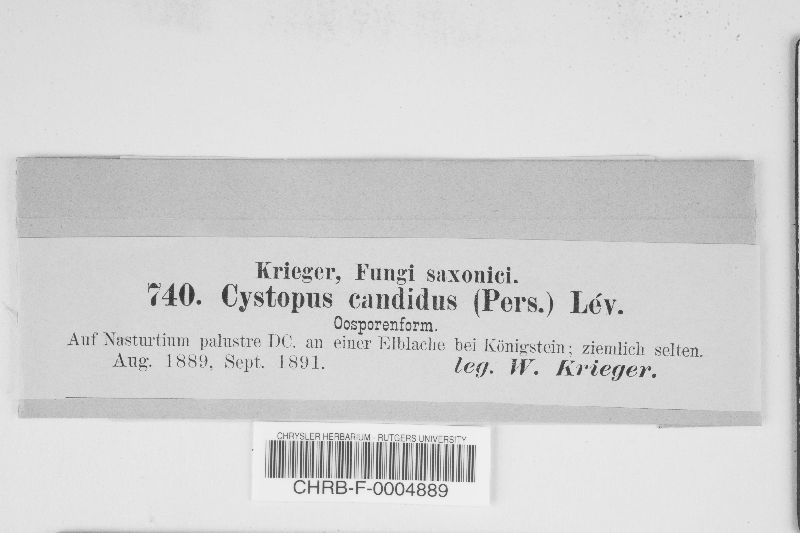 Krieger, Fungi saxonici.
740. Cystopus candidus (Pers.) Lév.
Oosporenform.
Auf Nasturtium palustre DC. an einer Elblache bei Königstein; ziemlich selten.
Aug. 1889, Sept. 1891. leg. W. Krieger.
CHRYSLER HERBARIUM - RUTGERS UNIVERSITY
CHRB-F-0004889